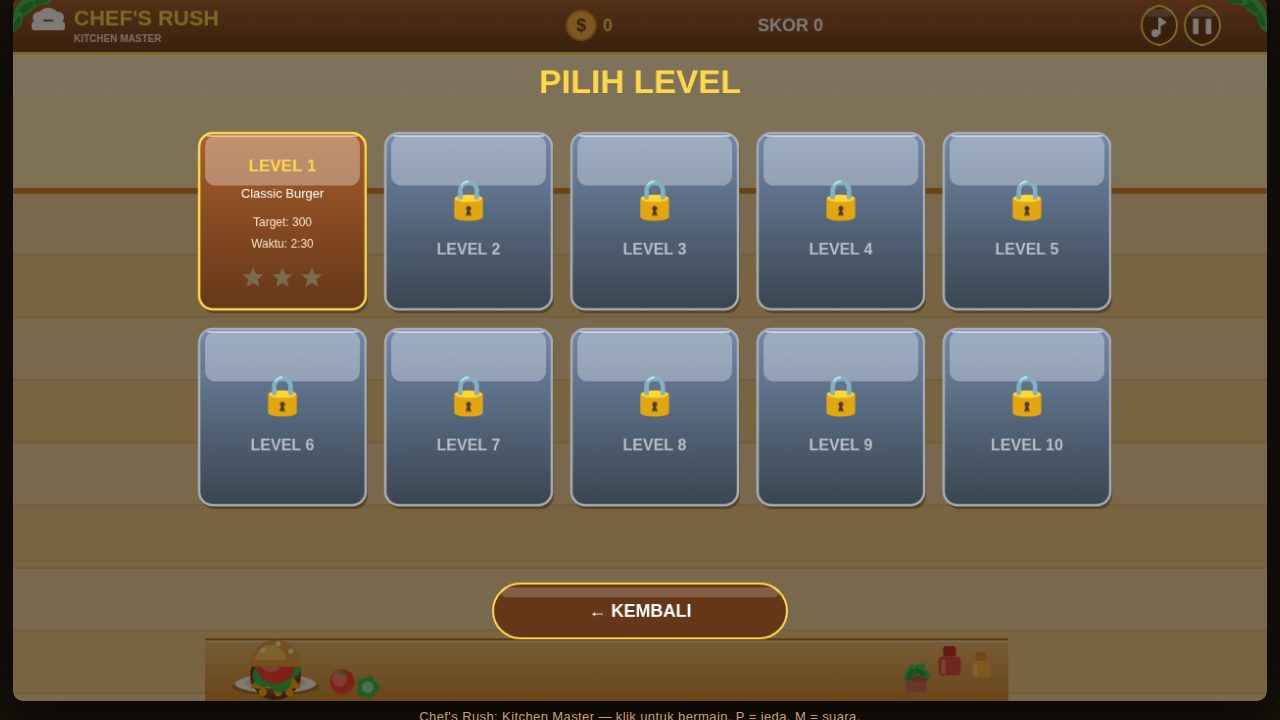 CHEF'S RUSH
KITCHEN MASTER
$ 0
SKOR 0
PILIH LEVEL
LEVEL 1
Classic Burger
Target: 300
Waktu: 2:30
LEVEL 2
LEVEL 3
LEVEL 4
LEVEL 5
LEVEL 6
LEVEL 7
LEVEL 8
LEVEL 9
LEVEL 10
← KEMBALI
Chef's Rush: Kitchen Master — klik untuk bermain. P = jeda, M = suara.